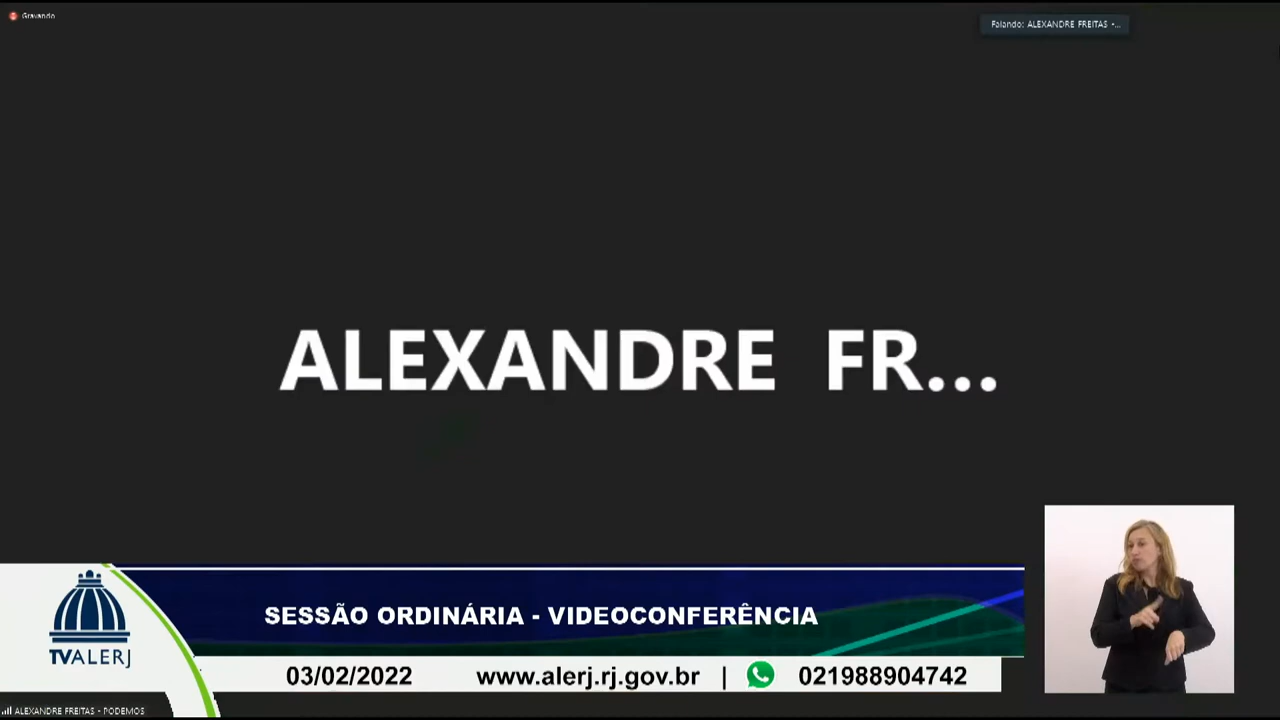 Gravando
Falando: ALEXANDRE FREITAS -...
ALEXANDRE FR...
SESSÃO ORDINÁRIA - VIDEOCONFERÊNCIA
TVALERJ
03/02/2022 www.alerj.rj.gov.br | 021988904742
ALEXANDRE FREITAS - PODEMOS